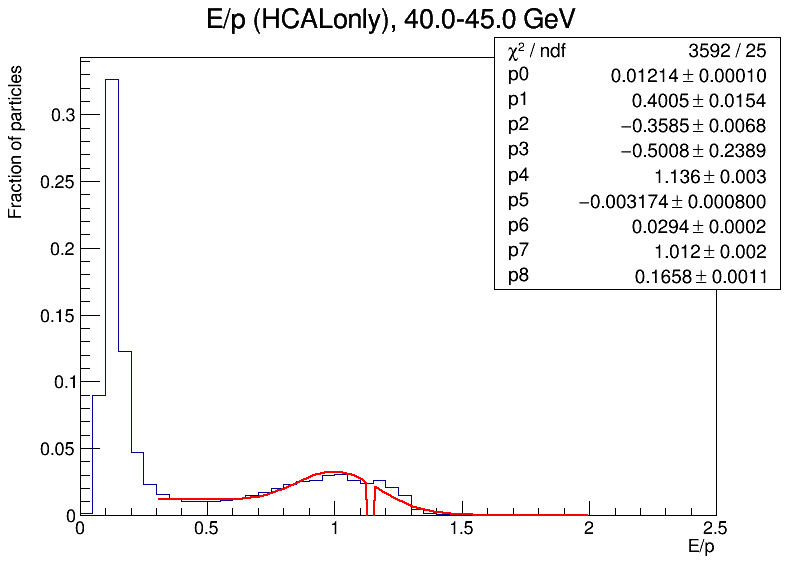 E/p (HCALonly), 40.0-45.0 GeV
χ² / ndf 3592 / 25
p0 0.01214 ± 0.00010
p1 0.4005 ± 0.0154
p2 −0.3585 ± 0.0068
p3 −0.5008 ± 0.2389
p4 1.136 ± 0.003
p5 −0.003174 ± 0.000800
p6 0.0294 ± 0.0002
p7 1.012 ± 0.002
p8 0.1658 ± 0.0011
Fraction of particles
0.3
0.25
0.2
0.15
0.1
0.05
0
0 0.5 1 1.5 2 2.5
E/p